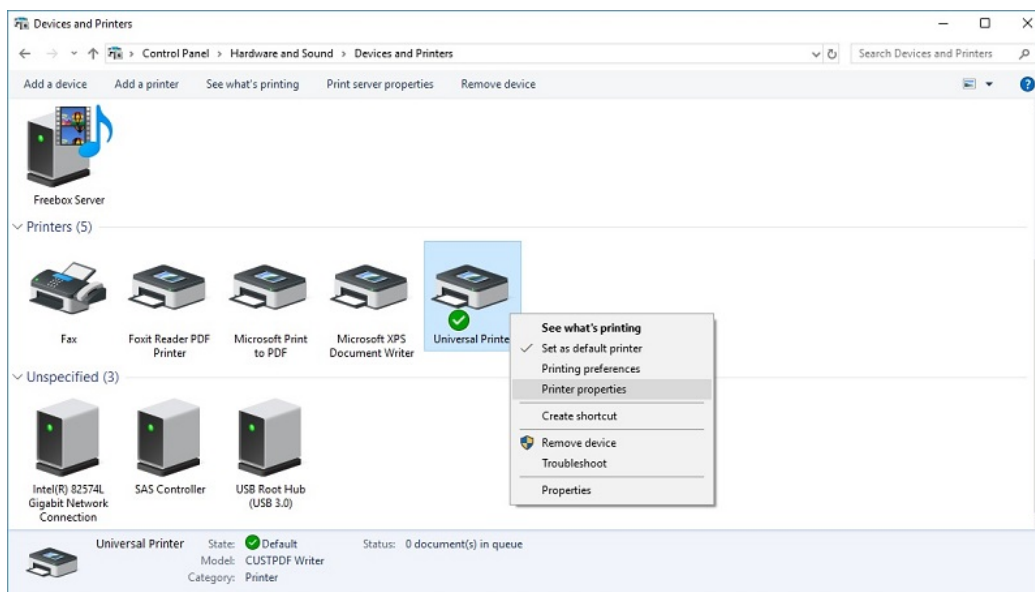 Devices and Printers
Control Panel > Hardware and Sound > Devices and Printers
Search Devices and Printers
Add a device Add a printer See what's printing Print server properties Remove device
Freebox Server
Printers (5)
Fax
Foxit Reader PDF
Printer
Microsoft Print
to PDF
Microsoft XPS
Document Writer
Universal Printe
See what's printing
Set as default printer
Printing preferences
Printer properties
Create shortcut
Remove device
Troubleshoot
Properties
Unspecified (3)
Intel(R) 82574L
Gigabit Network
Connection
SAS Controller
USB Root Hub
(USB 3.0)
Universal Printer State: Default Status: 0 document(s) in queue
Model: CUSTPDF Writer
Category: Printer